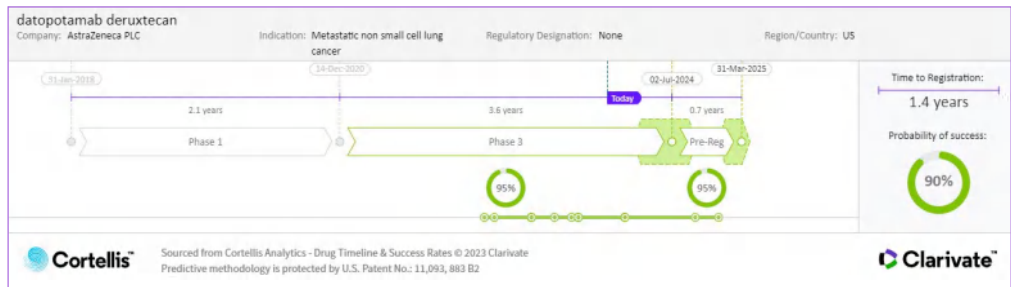 datopotamab deruxtecan
Company: AstraZeneca PLC
Indication: Metastatic non small cell lung cancer
Regulatory Designation: None
Region/Country: US
31-Jan-2018
14-Dec-2020
02-Jul-2024
31-Mar-2025
Today
2.1 years
3.6 years
0.7 years
Phase 1
Phase 3
Pre-Reg
95%
95%
Time to Registration:
1.4 years
Probability of success:
90%
Cortellis™
Sourced from Cortellis Analytics - Drug Timeline & Success Rates © 2023 Clarivate
Predictive methodology is protected by U.S. Patent No.: 11,093, 883 B2
Clarivate™